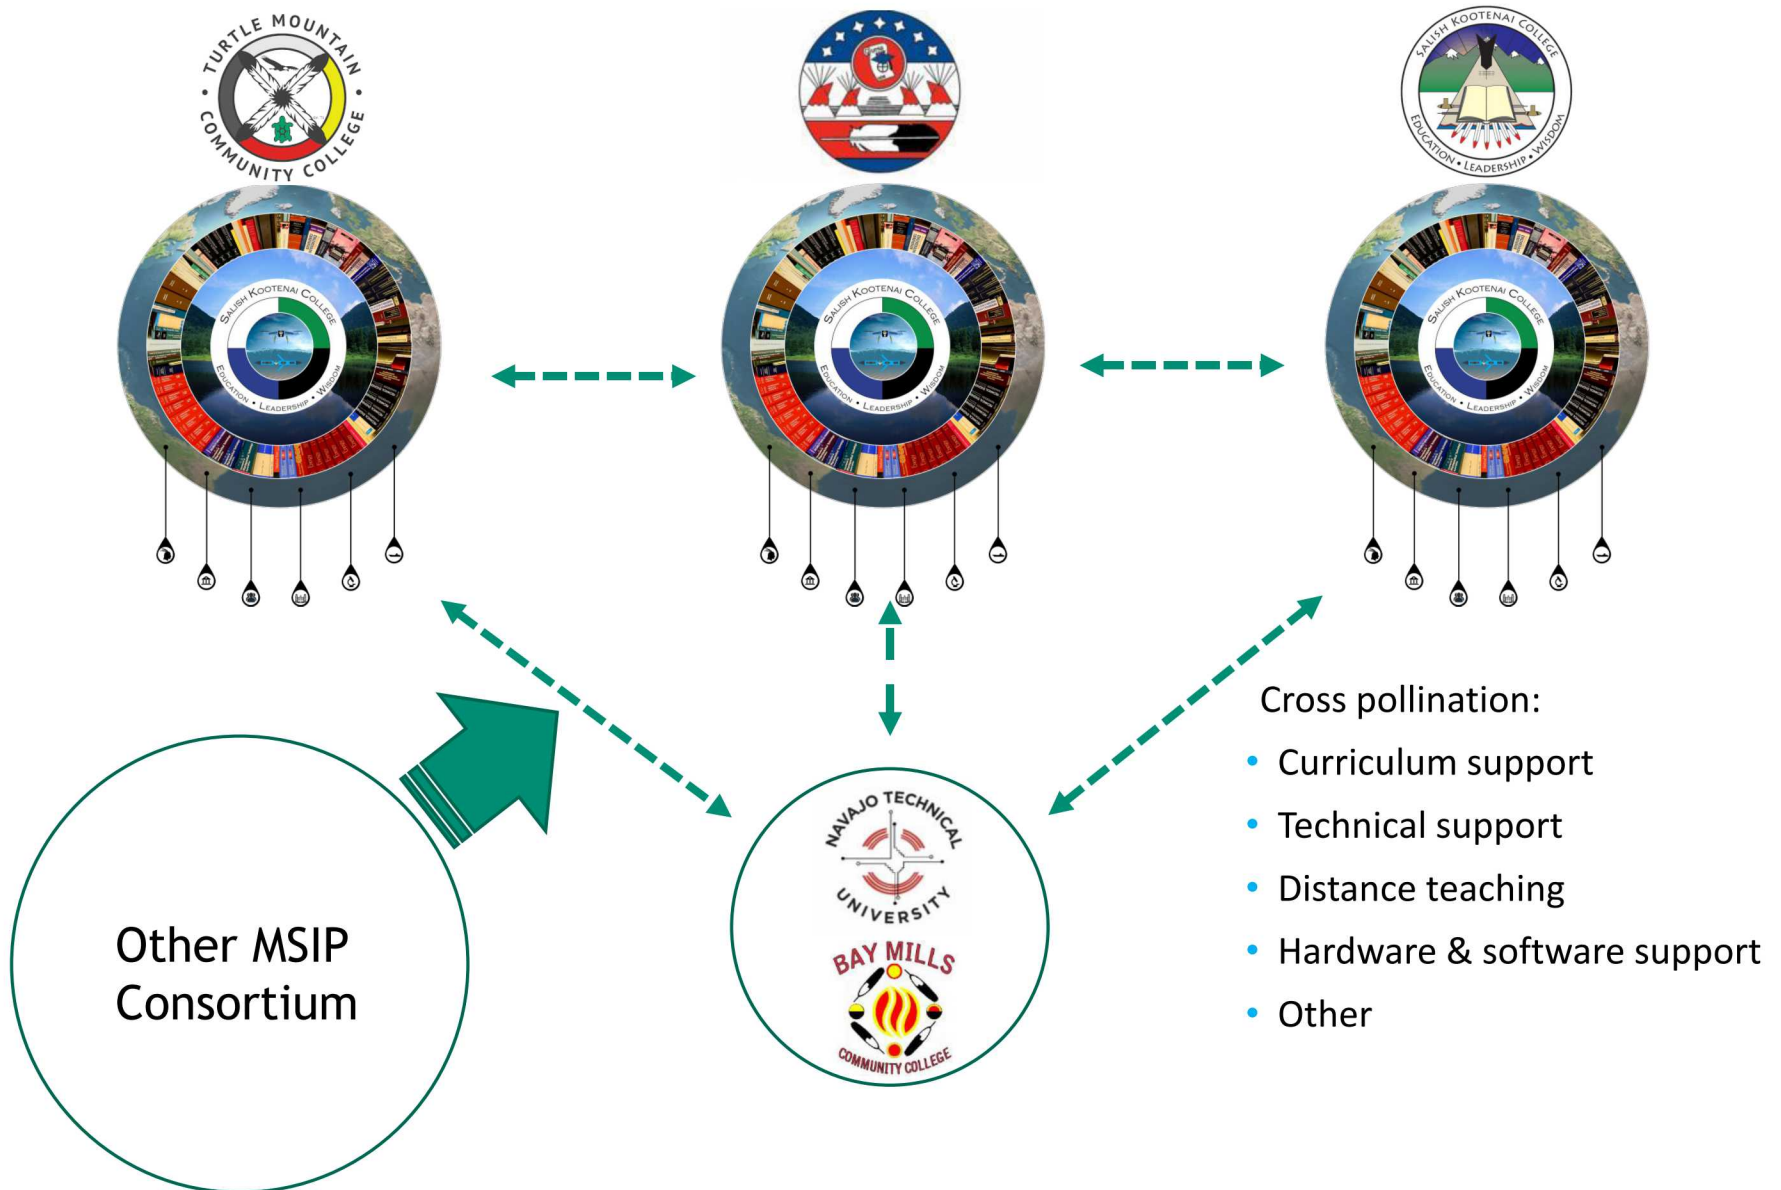 TURTLE MOUNTAIN
COMMUNITY COLLEGE
SALISH KOOTENAI COLLEGE
EDUCATION • LEADERSHIP • WISDOM
SALISH KOOTENAI COLLEGE
EDUCATION • LEADERSHIP • WISDOM
SALISH KOOTENAI COLLEGE
EDUCATION • LEADERSHIP • WISDOM
SALISH KOOTENAI COLLEGE
EDUCATION • LEADERSHIP • WISDOM
Cross pollination:
• Curriculum support
• Technical support
• Distance teaching
• Hardware & software support
• Other
Other MSIP
Consortium
NAVAJO TECHNICAL
UNIVERSITY
BAY MILLS
COMMUNITY COLLEGE